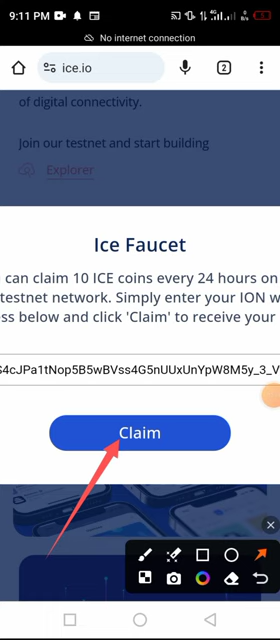 9:11 PM
No internet connection
ice.io
2
of digital connectivity.
Join our testnet and start building
Explorer
Ice Faucet
can claim 10 ICE coins every 24 hours on
testnet network. Simply enter your ION w
ss below and click 'Claim' to receive your
S4cJPa1tNop5B5wBVss4G5nUUxUnYpW8M5y_3_V
Claim